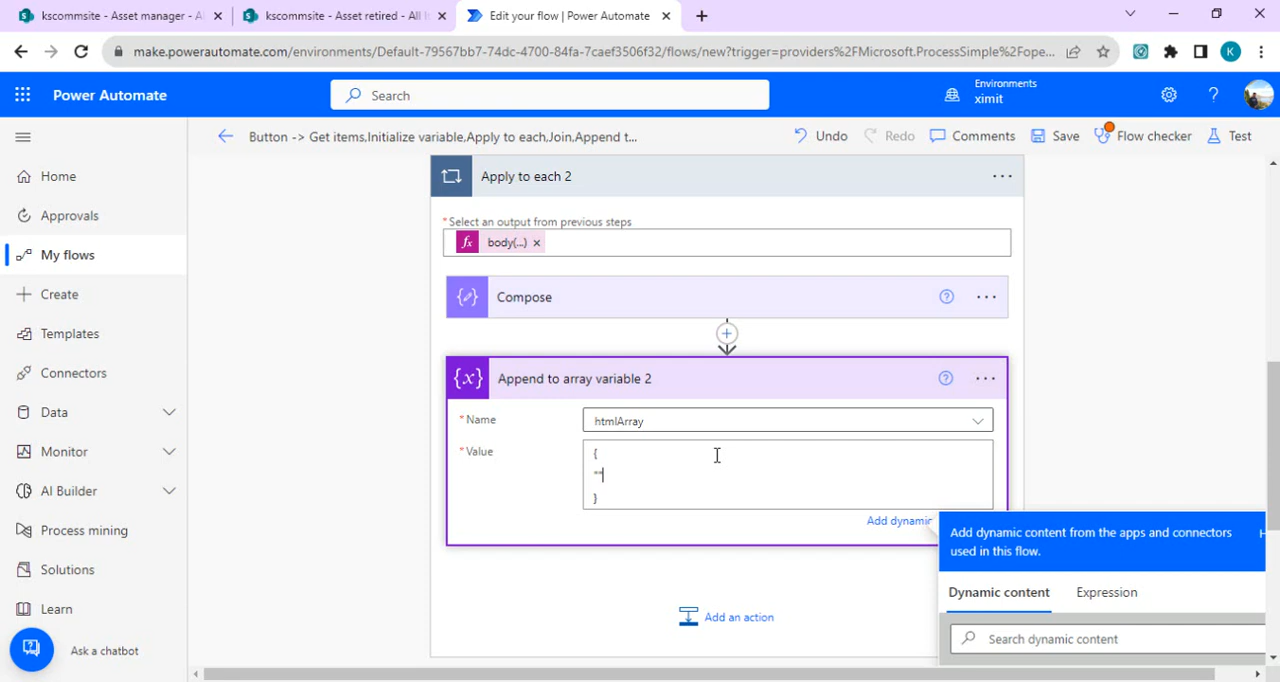 kscommsite - Asset manager - A
kscommsite - Asset retired - All I
Edit your flow | Power Automate
make.powerautomate.com/environments/Default-79567bb7-74dc-4700-84fa-7caef3506f32/flows/new?trigger=providers%2FMicrosoft.ProcessSimple%2Fope...
K
Power Automate
Search
Environments
ximit
Button -> Get items,Initialize variable,Apply to each,Join,Append t...
Undo
Redo
Comments
Save
Flow checker
Test
Home
Approvals
My flows
Create
Templates
Connectors
Data
Monitor
AI Builder
Process mining
Solutions
Learn
Ask a chatbot
Apply to each 2
* Select an output from previous steps
fx body(...) ×
Compose
{x} Append to array variable 2
* Name
htmlArray
* Value
{
""
}
Add dynamic
Add dynamic content from the apps and connectors
used in this flow.
Dynamic content
Expression
Search dynamic content
Add an action